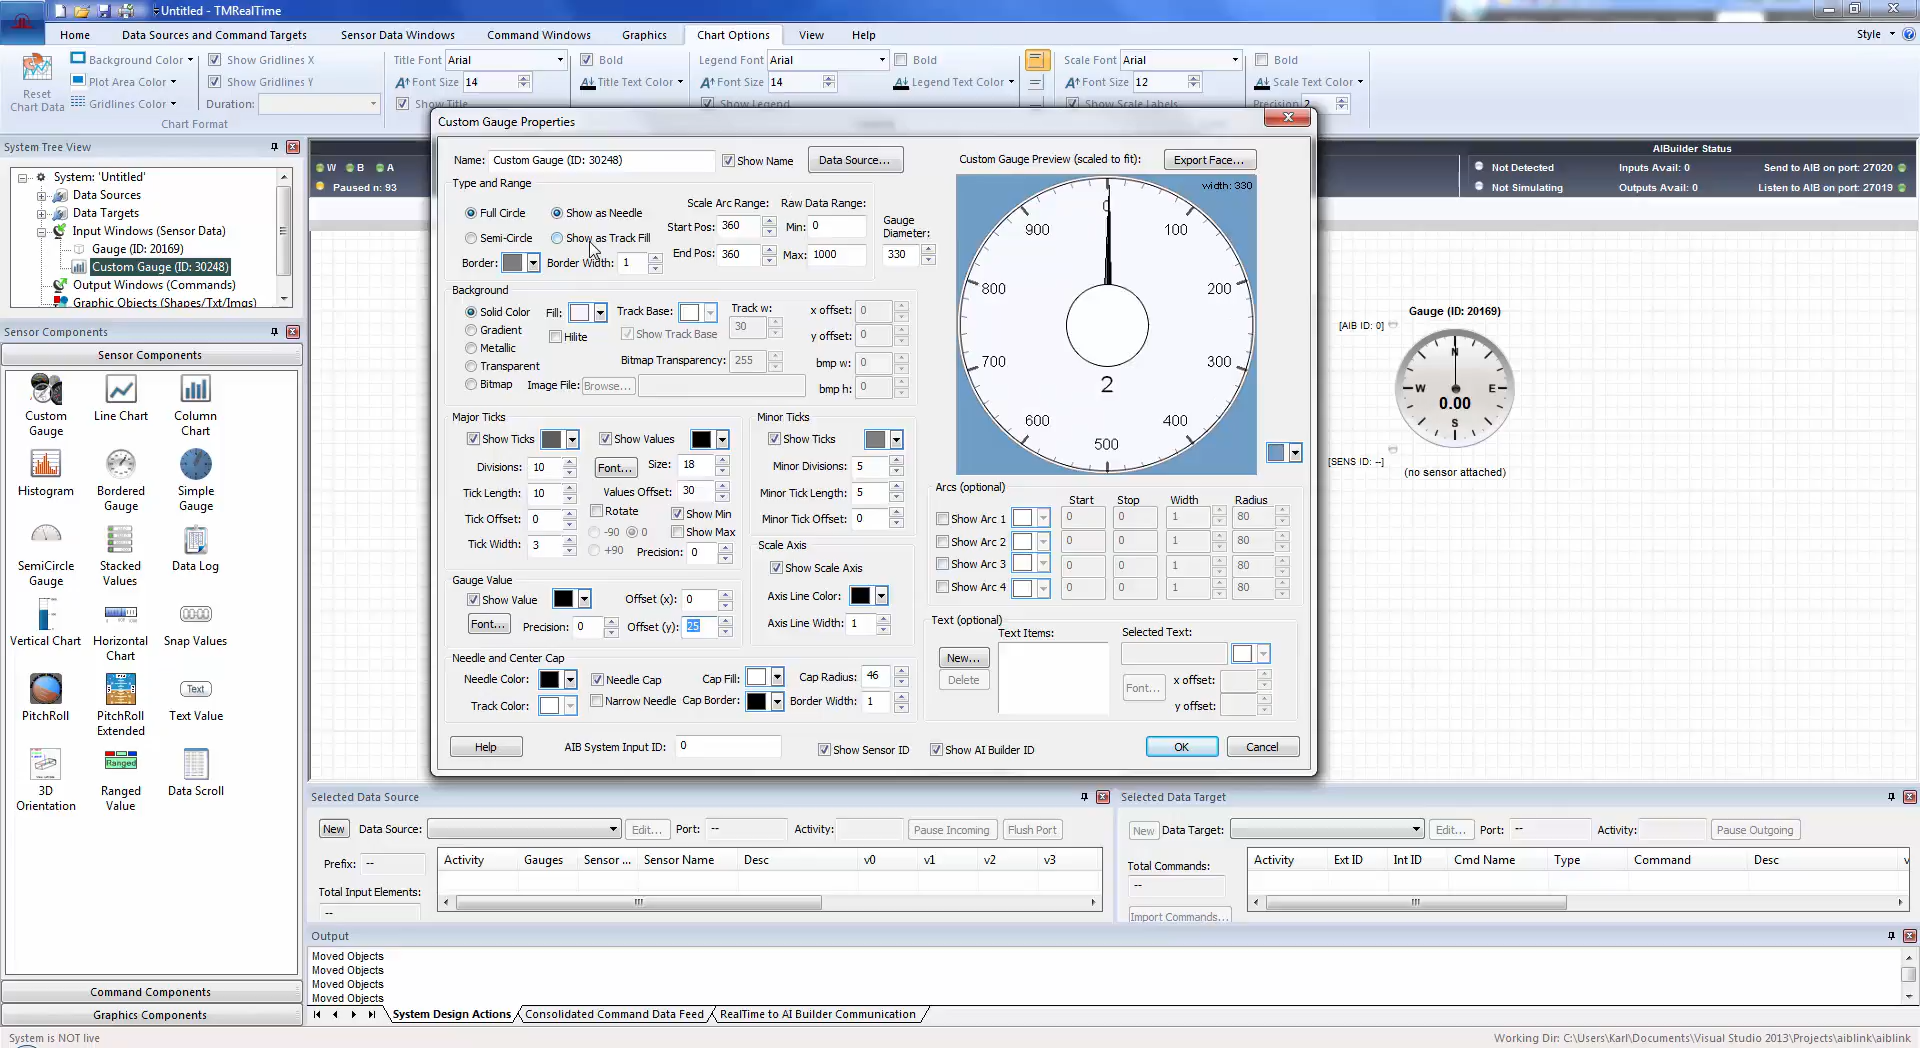 Untitled - TMRealTime
Home Data Sources and Command Targets Sensor Data Windows Command Windows Graphics Chart Options View Help Style
Reset Chart Data
Background Color
Plot Area Color
Gridlines Color
Show Gridlines X
Show Gridlines Y
Duration:
Chart Format
Title Font Arial Bold
Font Size 14 Title Text Color
Show Title
Legend Font Arial Bold
Font Size 14 Legend Text Color
Show Legend
Scale Font Arial Bold
Font Size 12 Scale Text Color
Show Scale Labels Precision 2
System Tree View
System: 'Untitled'
Data Sources
Data Targets
Input Windows (Sensor Data)
Gauge (ID: 20169)
Custom Gauge (ID: 30248)
Output Windows (Commands)
Graphic Objects (Shapes/Txt/Imgs)
Sensor Components
Sensor Components
Custom Gauge
Line Chart
Column Chart
Histogram
Bordered Gauge
Simple Gauge
SemiCircle Gauge
Stacked Values
Data Log
Vertical Chart
Horizontal Chart
Snap Values
PitchRoll
PitchRoll Extended
Text
Text Value
3D Orientation
Ranged
Ranged Value
Data Scroll
Command Components
Graphics Components
W B A
Paused n: 93
AIBuilder Status
Not Detected Inputs Avail: 0 Send to AIB on port: 27020
Not Simulating Outputs Avail: 0 Listen to AIB on port: 27019
Custom Gauge Properties
Name: Custom Gauge (ID: 30248) Show Name Data Source...
Type and Range
Full Circle Show as Needle
Semi-Circle Show as Track Fill
Border: Border Width: 1
Scale Arc Range: Raw Data Range:
Start Pos: 360 Min: 0
End Pos: 360 Max: 1000
Gauge Diameter:
330
Background
Solid Color
Gradient
Metallic
Transparent
Bitmap
Fill: Track Base: Track w:
30
Hilite Show Track Base
Bitmap Transparency: 255
Image File: Browse...
x offset: 0
y offset: 0
bmp w: 0
bmp h: 0
Major Ticks
Show Ticks Show Values
Divisions: 10 Font... Size: 18
Tick Length: 10 Values Offset: 30
Tick Offset: 0 Rotate Show Min
-90 0 Show Max
Tick Width: 3 +90 Precision: 0
Minor Ticks
Show Ticks
Minor Divisions: 5
Minor Tick Length: 5
Minor Tick Offset: 0
Scale Axis
Show Scale Axis
Axis Line Color:
Axis Line Width: 1
Gauge Value
Show Value Offset (x): 0
Font... Precision: 0 Offset (y): 25
Needle and Center Cap
Needle Color: Needle Cap Cap Fill: Cap Radius: 46
Track Color: Narrow Needle Cap Border: Border Width: 1
Help AIB System Input ID: 0 Show Sensor ID Show AI Builder ID OK Cancel
Custom Gauge Preview (scaled to fit): Export Face...
width: 330
0
900 100
800 200
700 300
2
600 400
500
Arcs (optional)
Start Stop Width Radius
Show Arc 1 0 0 1 80
Show Arc 2 0 0 1 80
Show Arc 3 0 0 1 80
Show Arc 4 0 0 1 80
Text (optional)
Text Items: Selected Text:
New...
Delete
Font...
x offset:
y offset:
Gauge (ID: 20169)
[AIB ID: 0]
N
W E
0.00
S
[SENS ID: --]
(no sensor attached)
Selected Data Source
New Data Source: Edit... Port: -- Activity: Pause Incoming Flush Port
Prefix: --
Total Input Elements:
--
Activity Gauges Sensor ... Sensor Name Desc v0 v1 v2 v3
Selected Data Target
New Data Target: Edit... Port: -- Activity: Pause Outgoing
Total Commands:
--
Import Commands...
Activity Ext ID Int ID Cmd Name Type Command Desc v
Output
Moved Objects
Moved Objects
Moved Objects
Moved Objects
System Design Actions Consolidated Command Data Feed RealTime to AI Builder Communication
System is NOT live Working Dir: C:\Users\Karl\Documents\Visual Studio 2013\Projects\aiblink\aiblink